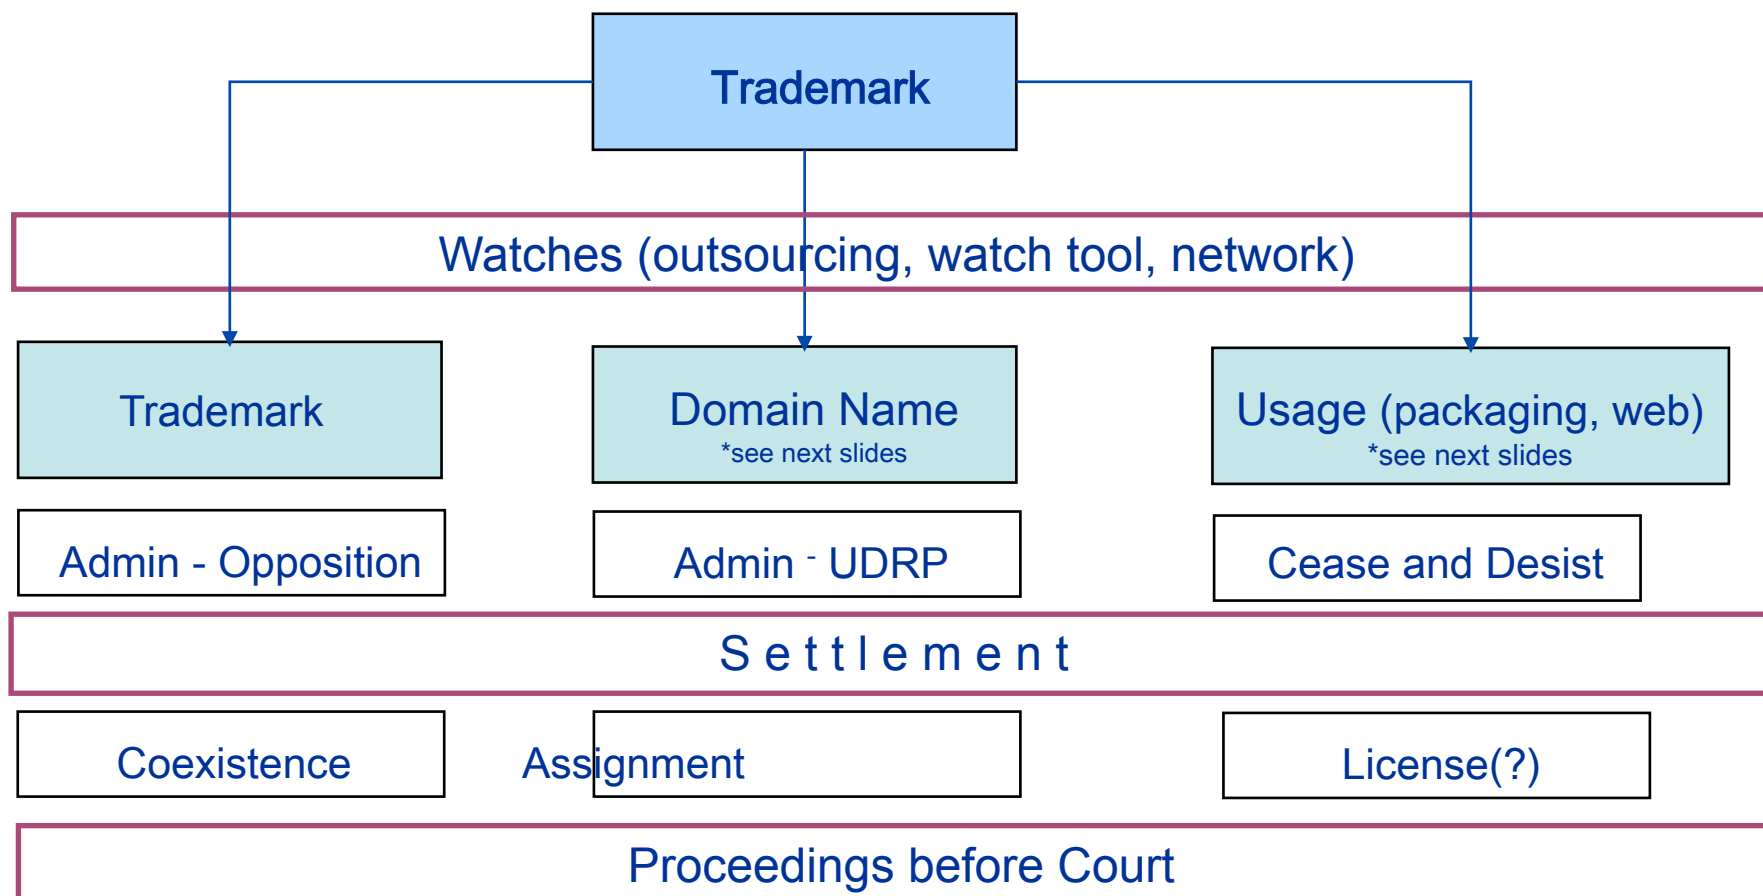 Trademark
Watches (outsourcing, watch tool, network)
Trademark
Domain Name
*see next slides
Usage (packaging, web)
*see next slides
Admin - Opposition
Admin - UDRP
Cease and Desist
S e t t l e m e n t
Coexistence
Assignment
License(?)
Proceedings before Court